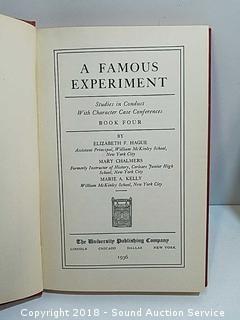 A FAMOUS
EXPERIMENT
Studies in Conduct
With Character Case Conferences
BOOK FOUR
BY
ELIZABETH F. HAGUE
Assistant Principal, William McKinley School,
New York City
MARY CHALMERS
Formerly Instructor of History, Corlears Junior High
School, New York City
MARIE A. KELLY
William McKinley School, New York City
The University Publishing Company
LINCOLN CHICAGO DALLAS NEW YORK
1936
Copyright 2018 - Sound Auction Service